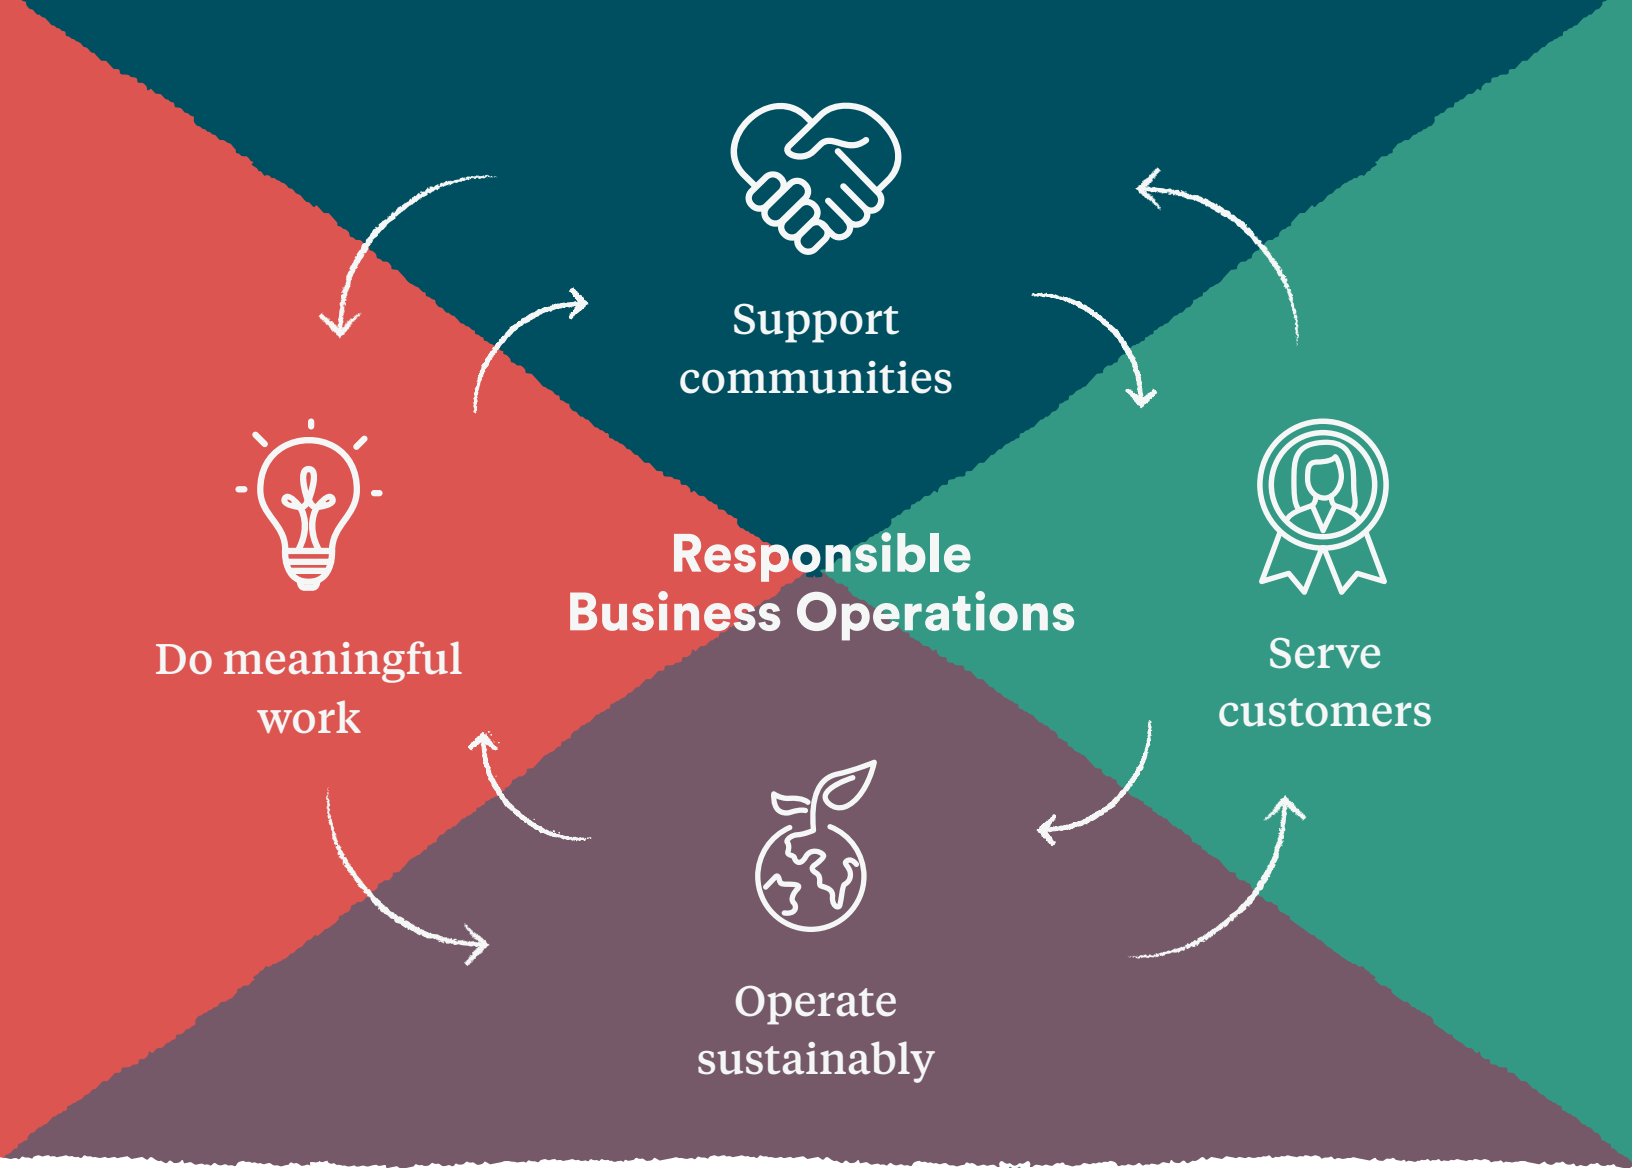 Support
communities
Responsible
Business Operations
Do meaningful
work
Serve
customers
Operate
sustainably